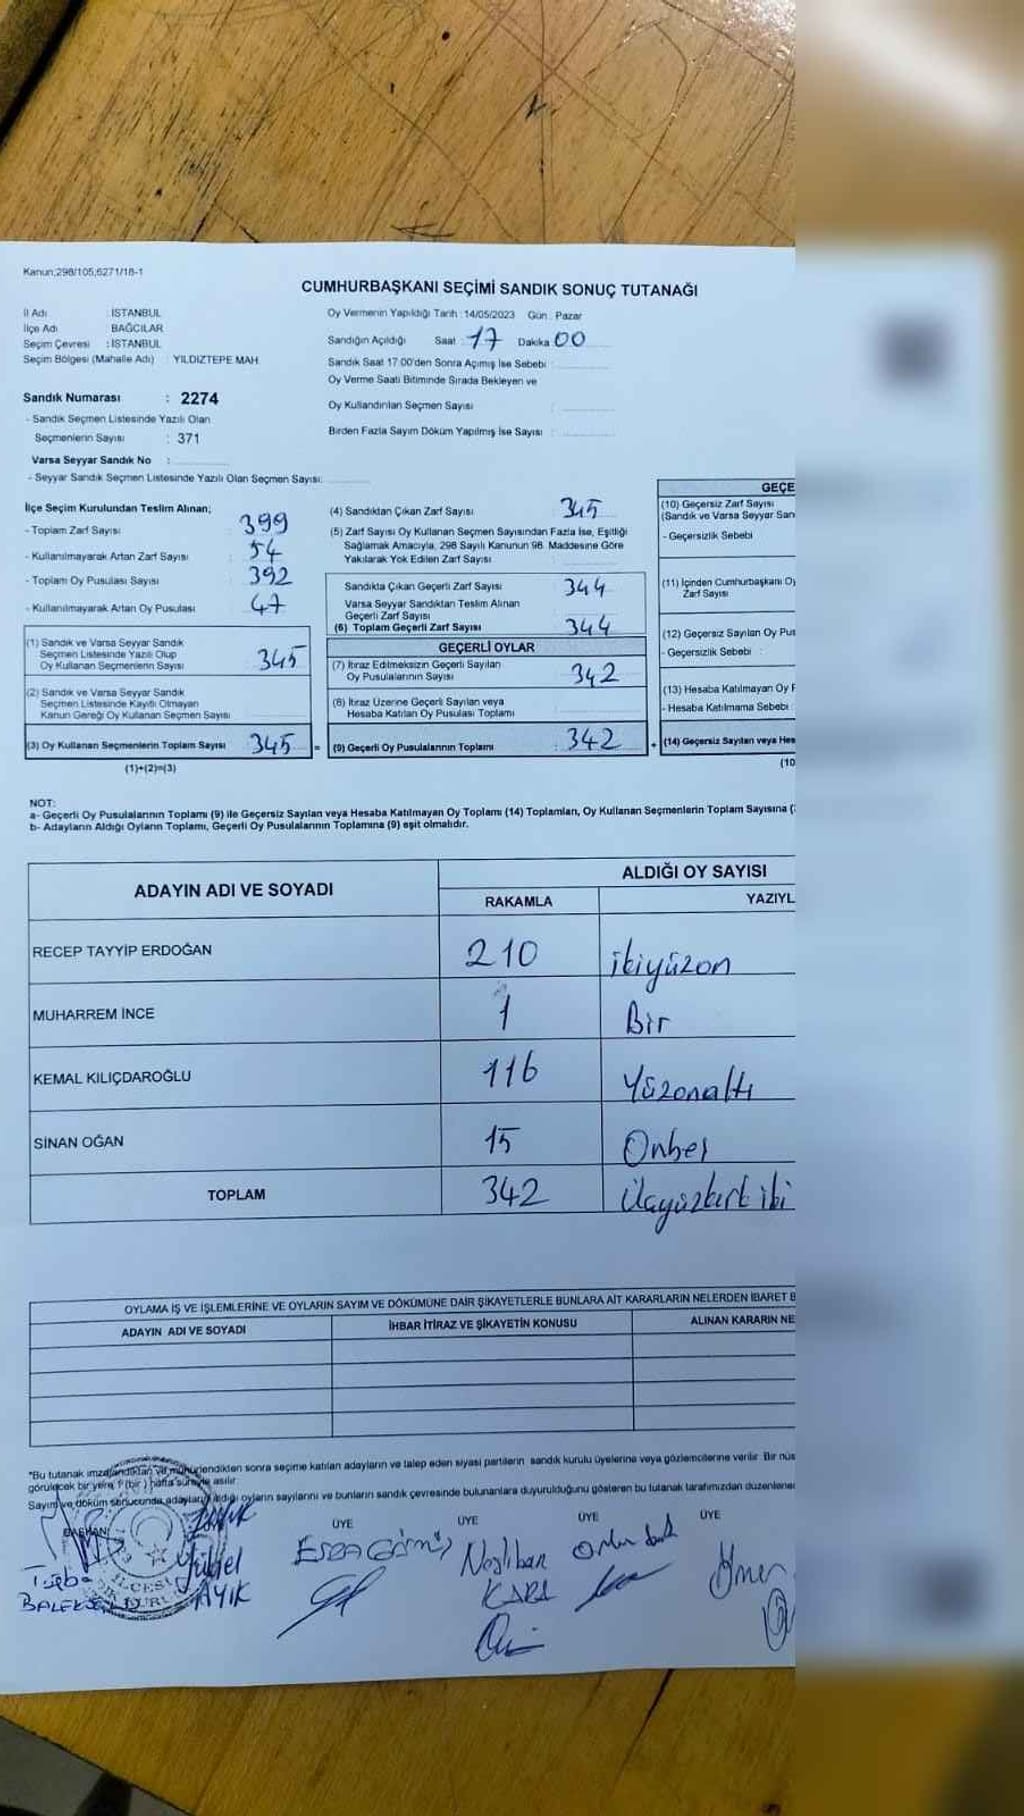 Kanun;298/105,6271/18-1
CUMHURBAŞKANI SEÇİMİ SANDIK SONUÇ TUTANAĞI
İl Adı : İSTANBUL
İlçe Adı BAĞCILAR
Seçim Çevresi : İSTANBUL
Seçim Bölgesi (Mahalle Adı) : YILDIZTEPE MAH.
Sandık Numarası : 2274
- Sandık Seçmen Listesinde Yazılı Olan
Seçmenlerin Sayısı : 371
Varsa Seyyar Sandık No :
- Seyyar Sandık Seçmen Listesinde Yazılı Olan Seçmen Sayısı:
Oy Vermenin Yapıldığı Tarih :14/05/2023 Gün : Pazar
Sandığın Açıldığı Saat : 17 Dakika 00
Sandık Saat 17:00'den Sonra Açımış İse Sebebi :
Oy Verme Saati Bitiminde Sırada Bekleyen ve
Oy Kullandırılan Seçmen Sayısı :
Birden Fazla Sayım Döküm Yapılmış İse Sayısı :
İlçe Seçim Kurulundan Teslim Alınan;
- Toplam Zarf Sayısı : 399
- Kullanılmayarak Artan Zarf Sayısı : 54
- Toplam Oy Pusulası Sayısı : 392
- Kullanılmayarak Artan Oy Pusulası : 47
(1) Sandık ve Varsa Seyyar Sandık
Seçmen Listesinde Yazılı Olup
Oy Kullanan Seçmenlerin Sayısı 345
(2) Sandık ve Varsa Seyyar Sandık
Seçmen Listesinde Kayıtlı Olmayan
Kanun Gereği Oy Kullanan Seçmen Sayısı
(3) Oy Kullanan Seçmenlerin Toplam Sayısı 345 =
(1)+(2)=(3)
(4) Sandıktan Çıkan Zarf Sayısı 345
(5) Zarf Sayısı Oy Kullanan Seçmen Sayısından Fazla İse, Eşitliği
Sağlamak Amacıyla, 298 Sayılı Kanunun 98. Maddesine Göre
Yakılarak Yok Edilen Zarf Sayısı
Sandıkta Çıkan Geçerli Zarf Sayısı 344
Varsa Seyyar Sandıktan Teslim Alınan
Geçerli Zarf Sayısı
(6) Toplam Geçerli Zarf Sayısı 344
GEÇERLİ OYLAR
(7) İtiraz Edilmeksizin Geçerli Sayılan
Oy Pusulalarının Sayısı : 342
(8) İtiraz Üzerine Geçerli Sayılan veya
Hesaba Katılan Oy Pusulası Toplamı
(9) Geçerli Oy Pusulalarının Toplamı : 342 +
GEÇE
(10) Geçersiz Zarf Sayısı
(Sandık ve Varsa Seyyar San
- Geçersizlik Sebebi
(11) İçinden Cumhurbaşkanı Oy
Zarf Sayısı
(12) Geçersiz Sayılan Oy Pus
- Geçersizlik Sebebi :
(13) Hesaba Katılmayan Oy P
- Hesaba Katılmama Sebebi
(14) Geçersiz Sayılan veya Hes
(10
NOT:
a- Geçerli Oy Pusulalarının Toplamı (9) ile Geçersiz Sayılan veya Hesaba Katılmayan Oy Toplamı (14) Toplamları, Oy Kullanan Seçmenlerin Toplam Sayısına (
b- Adayların Aldığı Oyların Toplamı, Geçerli Oy Pusulalarının Toplamına (9) eşit olmalıdır.
ADAYIN ADI VE SOYADI
ALDIĞI OY SAYISI
RAKAMLA YAZIYL
RECEP TAYYİP ERDOĞAN 210 ikiyüzon
MUHARREM İNCE 1 Bir
KEMAL KILIÇDAROĞLU 116 Yüzonaltı
SİNAN OĞAN 15 Onbeş
TOPLAM 342 Üçyüzkırk iki
OYLAMA İŞ VE İŞLEMLERİNE VE OYLARIN SAYIM VE DÖKÜMÜNE DAİR ŞİKAYETLERLE BUNLARA AİT KARARLARIN NELERDEN İBARET B
ADAYIN ADI VE SOYADI İHBAR İTİRAZ VE ŞİKAYETİN KONUSU ALINAN KARARIN NE
*Bu tutanak imzalandıktan ve mühürlendikten sonra seçime katılan adayların ve talep eden siyasi partilerin sandık kurulu üyelerine veya gözlemcilerine verilir. Bir nüs
görülecek bir yere 1 (bir) hafta süreyle asılır.
Sayım ve döküm sonucunda adayların aldığı oyların sayılarını ve bunların sandık çevresinde bulunanlara duyurulduğunu gösteren bu tutanak tarafımızdan düzenlene
BAŞKAN ÜYE ÜYE ÜYE ÜYE
Tuğba
Yüksel
AYIK
ESRA GÜMÜŞ
Neslihan
KARA
Ömer